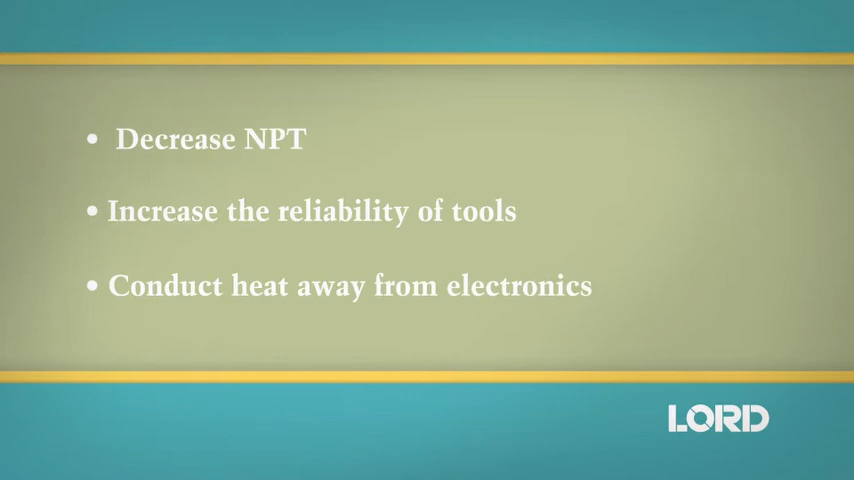 • Decrease NPT
• Increase the reliability of tools
• Conduct heat away from electronics
LORD